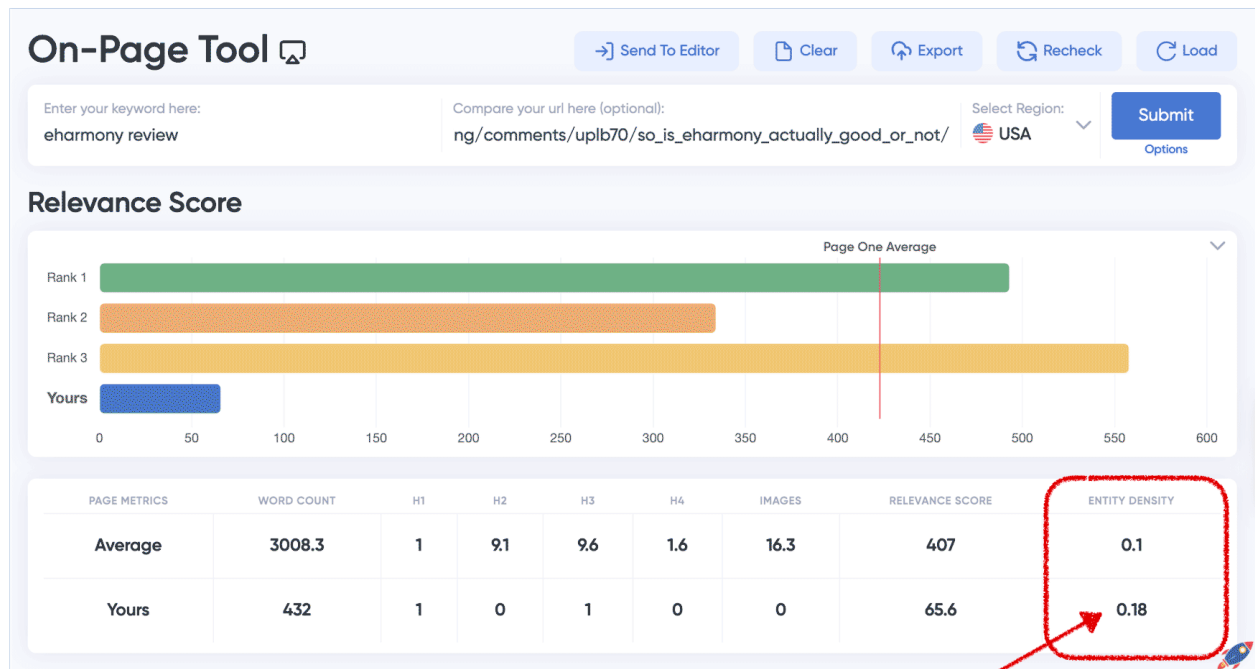 On-Page Tool
Send To Editor
Clear
Export
Recheck
Load
Enter your keyword here:
eharmony review
Compare your url here (optional):
ng/comments/uplb70/so_is_eharmony_actually_good_or_not/
Select Region:
USA
Submit
Options
Relevance Score
Page One Average
Rank 1
Rank 2
Rank 3
Yours
0 50 100 150 200 250 300 350 400 450 500 550 600
PAGE METRICS WORD COUNT H1 H2 H3 H4 IMAGES RELEVANCE SCORE ENTITY DENSITY
Average 3008.3 1 9.1 9.6 1.6 16.3 407 0.1
Yours 432 1 0 1 0 0 65.6 0.18